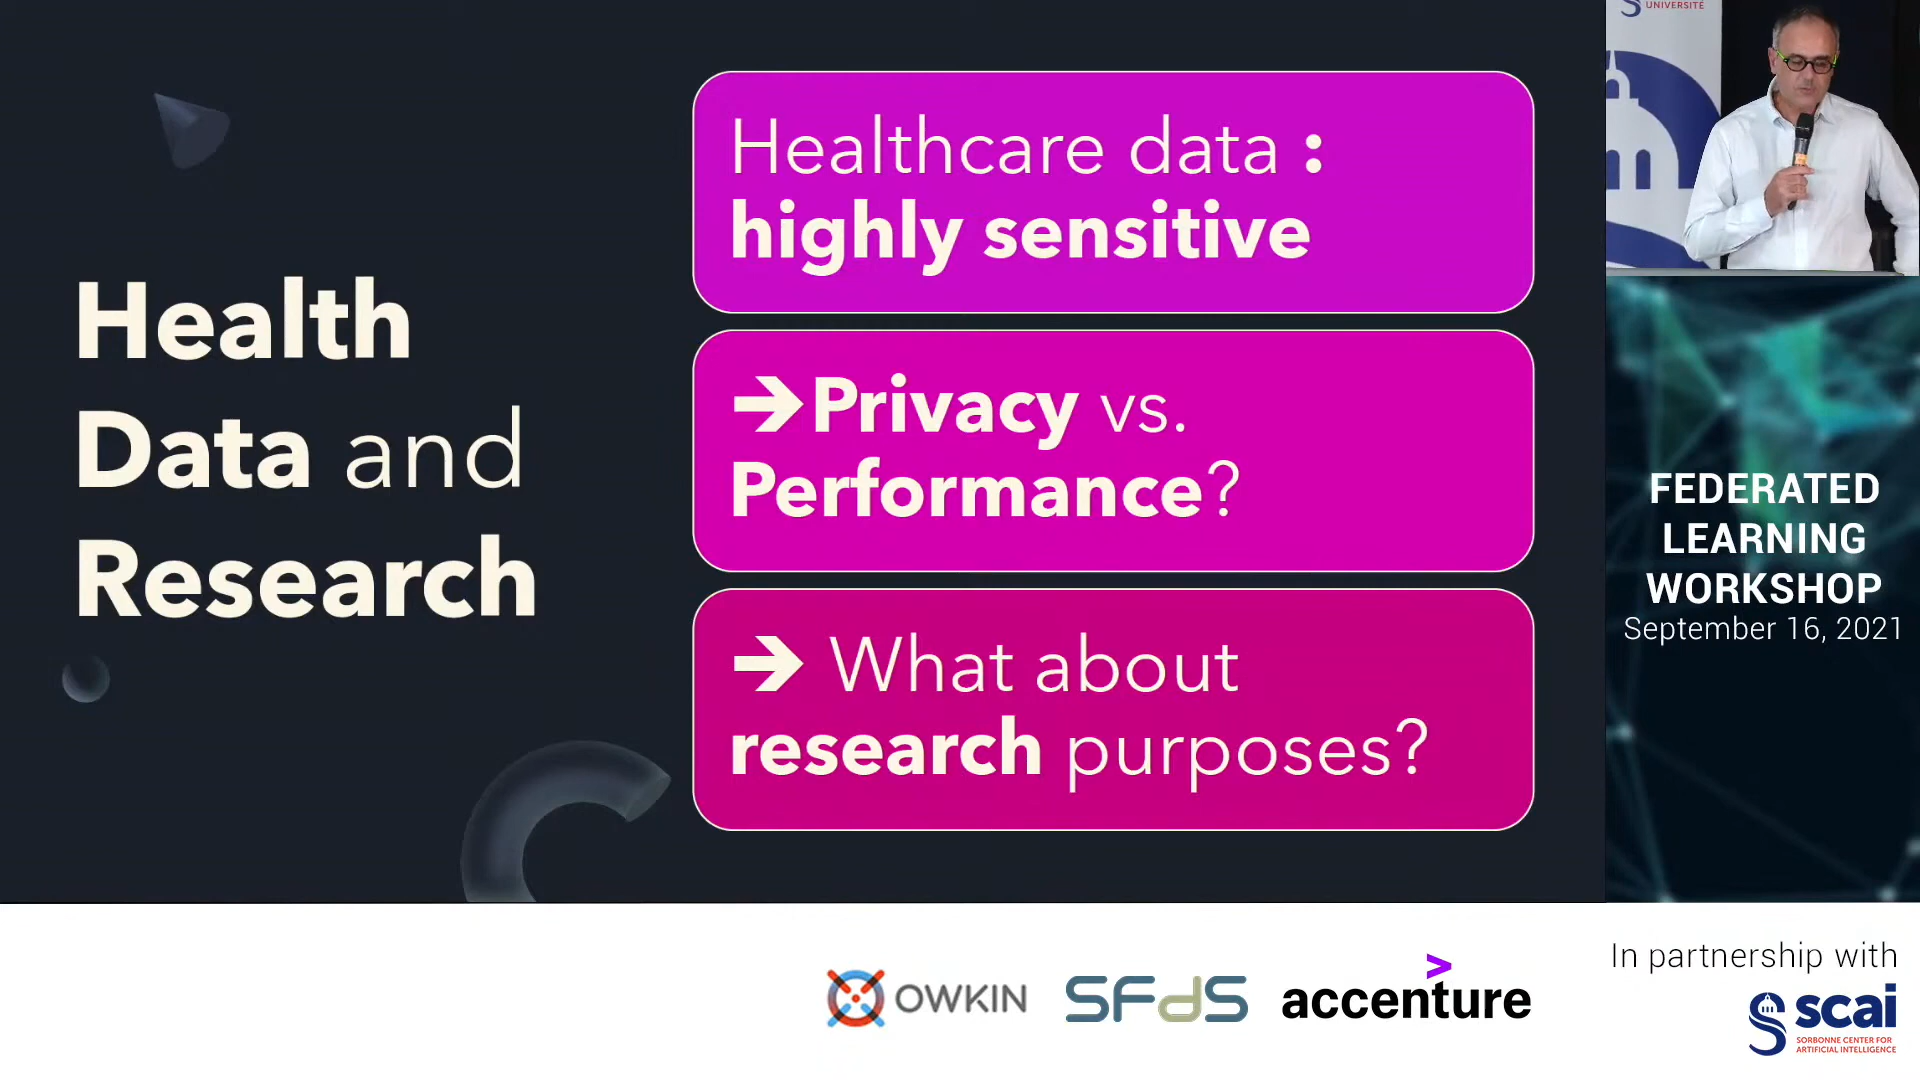 Health
Data and
Research
Healthcare data :
highly sensitive
➔Privacy vs.
Performance?
➔ What about
research purposes?
UNIVERSITÉ
FEDERATED
LEARNING
WORKSHOP
September 16, 2021
OWKIN
SFdS
accenture
In partnership with
scai
SORBONNE CENTER FOR
ARTIFICIAL INTELLIGENCE